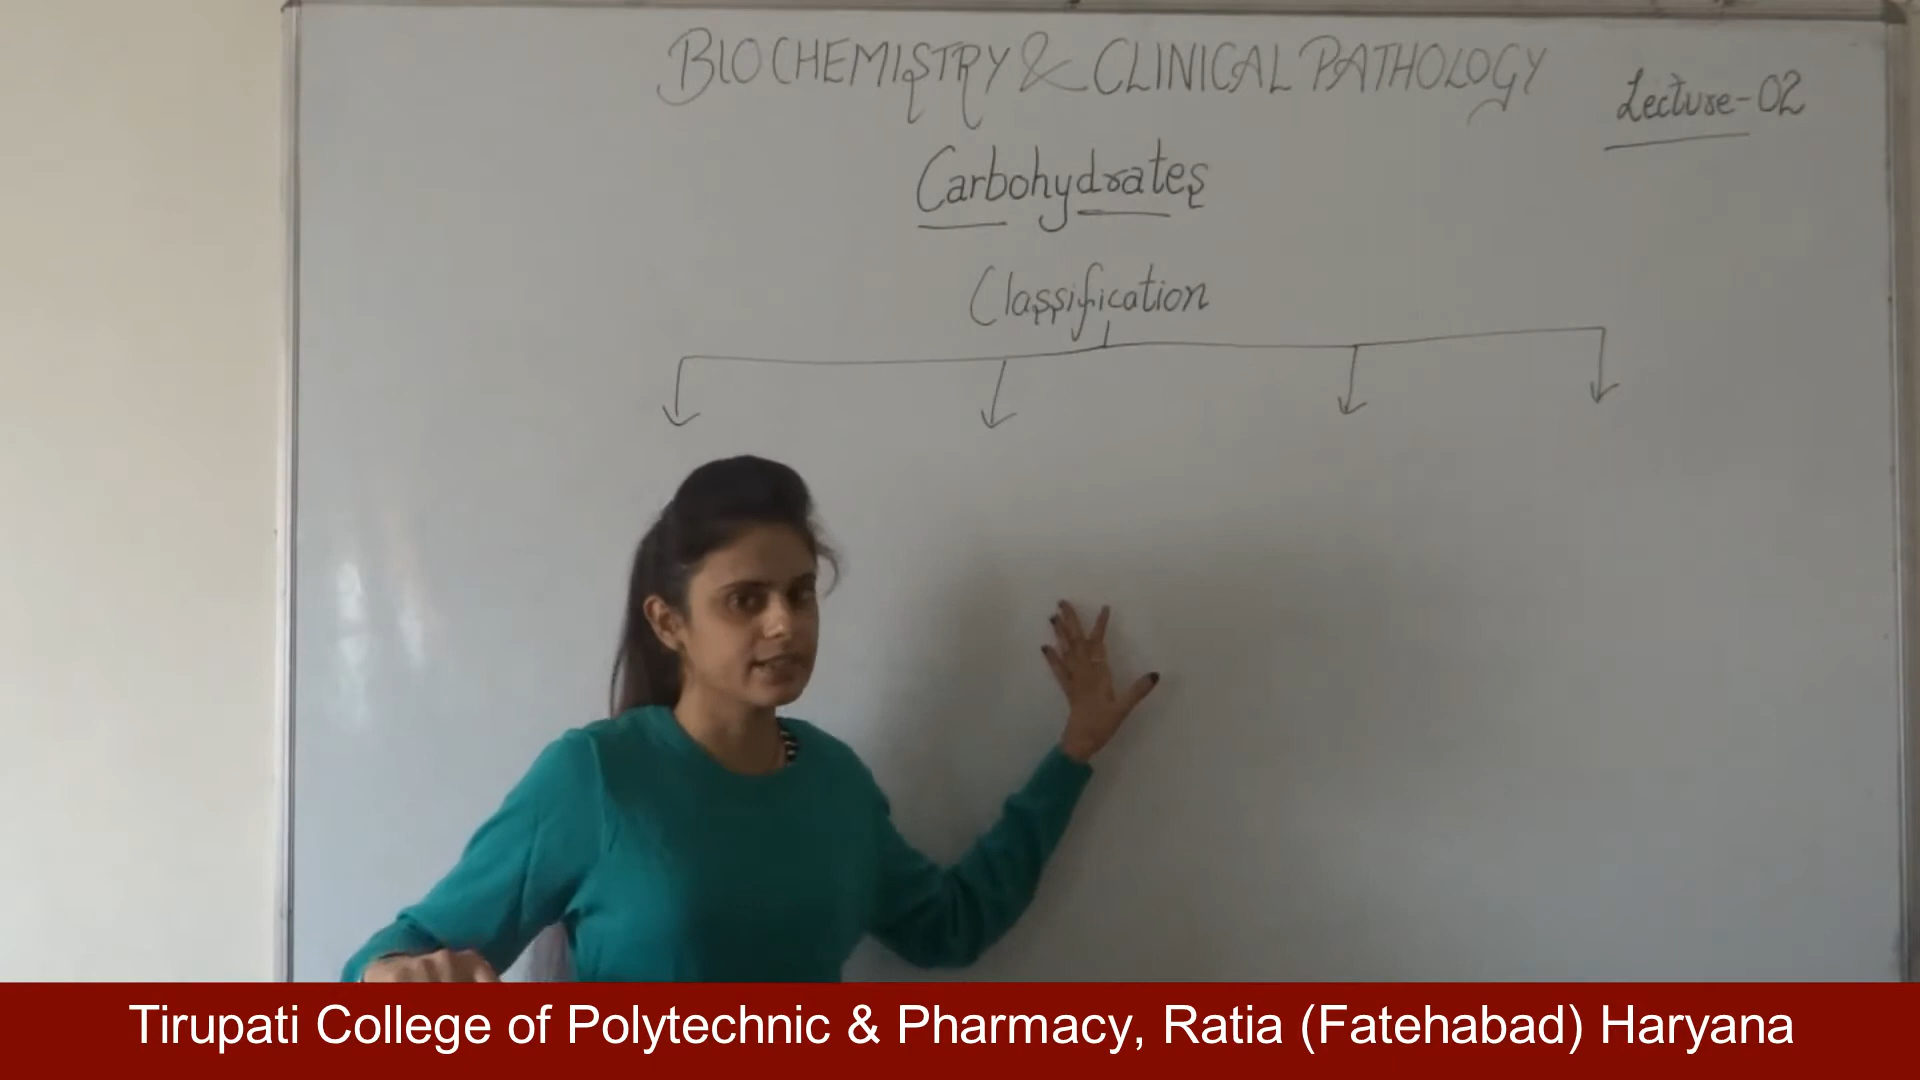 BIOCHEMISTRY & CLINICAL PATHOLOGY
Lecture-02
Carbohydrates
Classification
Tirupati College of Polytechnic & Pharmacy, Ratia (Fatehabad) Haryana